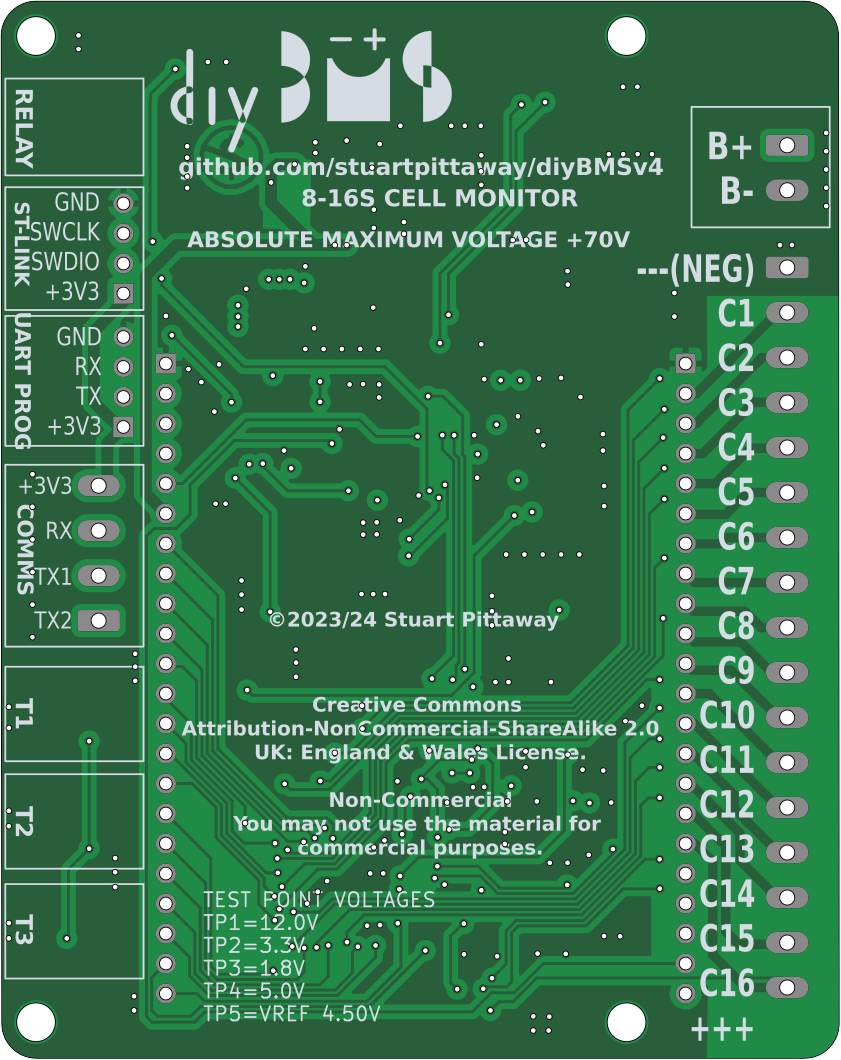 diy BMS
− +
github.com/stuartpittaway/diyBMSv4
8-16S CELL MONITOR
ABSOLUTE MAXIMUM VOLTAGE +70V
RELAY
ST-LINK
GND
SWCLK
SWDIO
+3V3
UART PROG
GND
RX
TX
+3V3
COMMS
+3V3
RX
TX1
TX2
T1
T2
T3
B+
B-
---(NEG)
C1
C2
C3
C4
C5
C6
C7
C8
C9
C10
C11
C12
C13
C14
C15
C16
+++
©2023/24 Stuart Pittaway
Creative Commons
Attribution-NonCommercial-ShareAlike 2.0
UK: England & Wales License.
Non-Commercial
You may not use the material for
commercial purposes.
TEST POINT VOLTAGES
TP1=12.0V
TP2=3.3V
TP3=1.8V
TP4=5.0V
TP5=VREF 4.50V